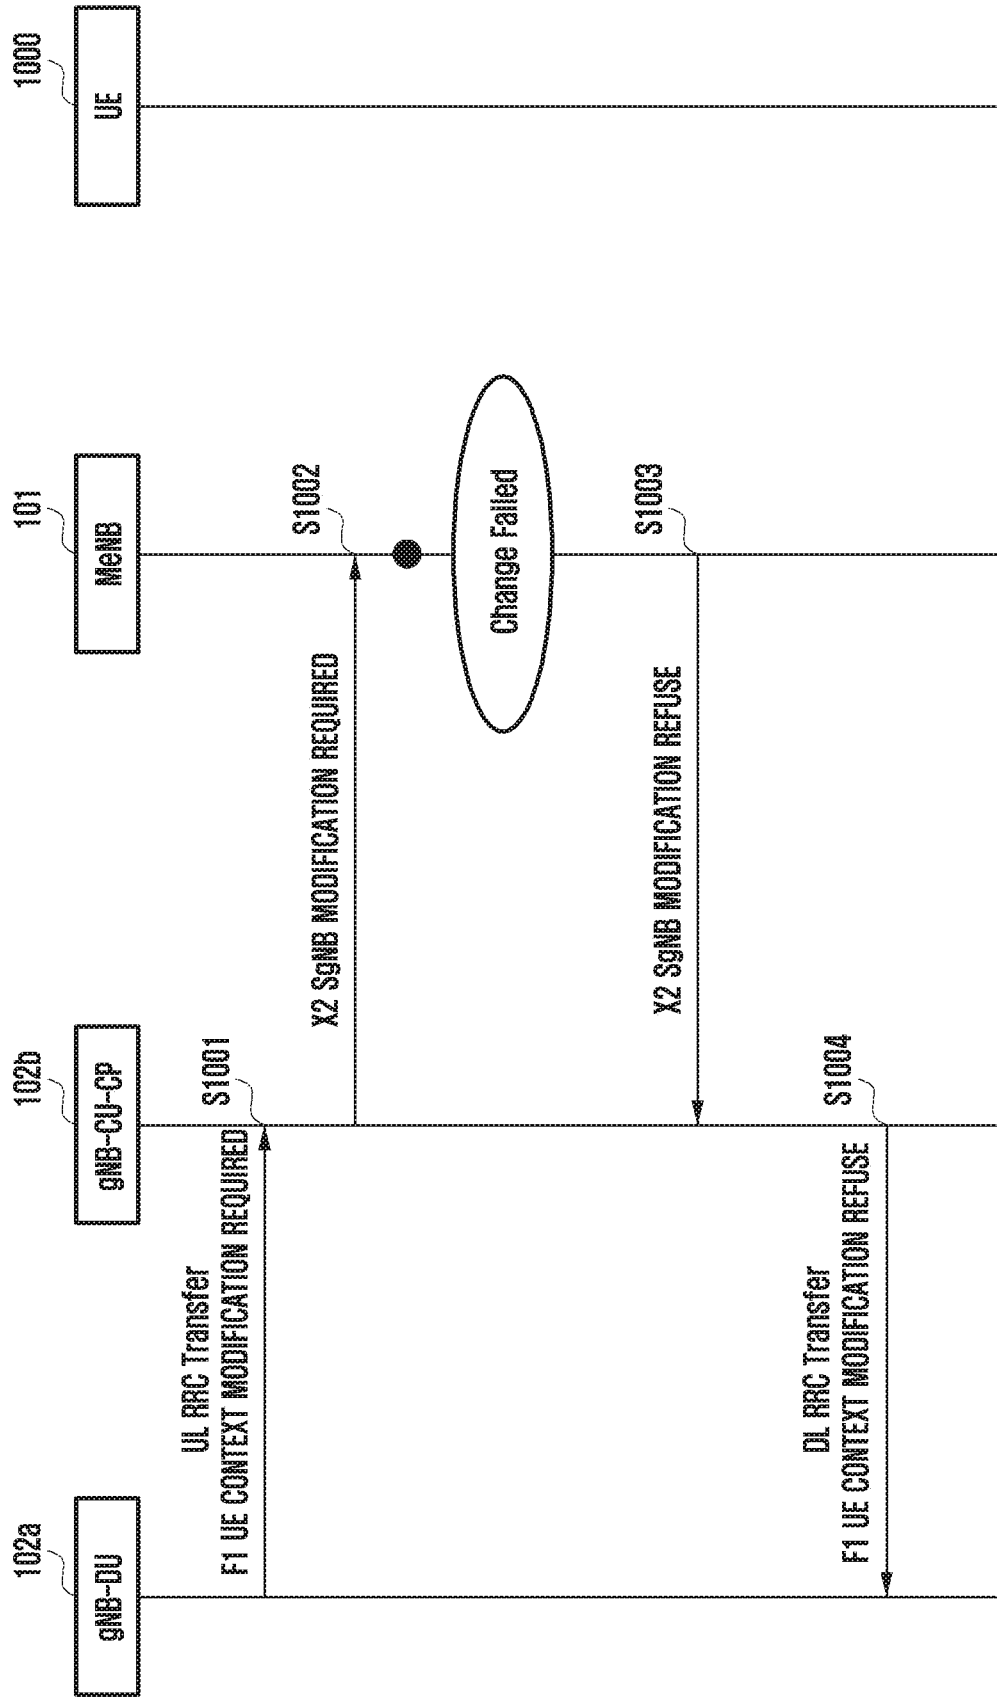 102a
102b
101
1000
gNB-DU
gNB-CU-CP
MeNB
UE
UL RRC Transfer
F1 UE CONTEXT MODIFICATION REQUIRED
S1001
X2 SgNB MODIFICATION REQUIRED
S1002
Change Failed
X2 SgNB MODIFICATION REFUSE
S1003
DL RRC Transfer
F1 UE CONTEXT MODIFICATION REFUSE
S1004